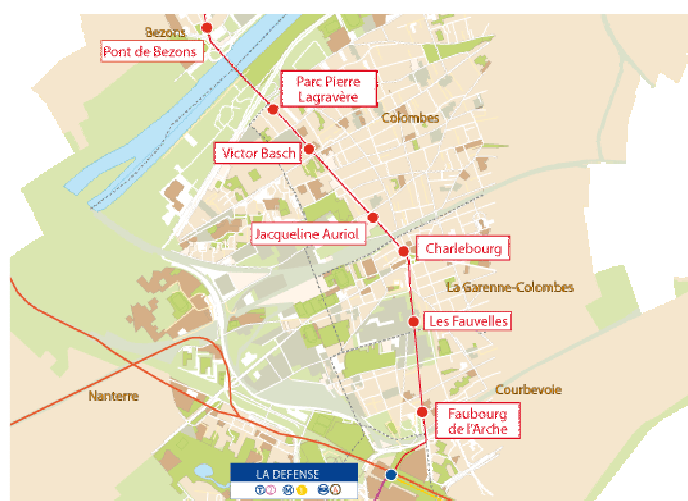 Bezons
Pont de Bezons
Parc Pierre
Lagravère
Colombes
Victor Basch
Jacqueline Auriol
Charlebourg
La Garenne-Colombes
Les Fauvelles
Nanterre
Courbevoie
Faubourg
de l'Arche
LA DEFENSE